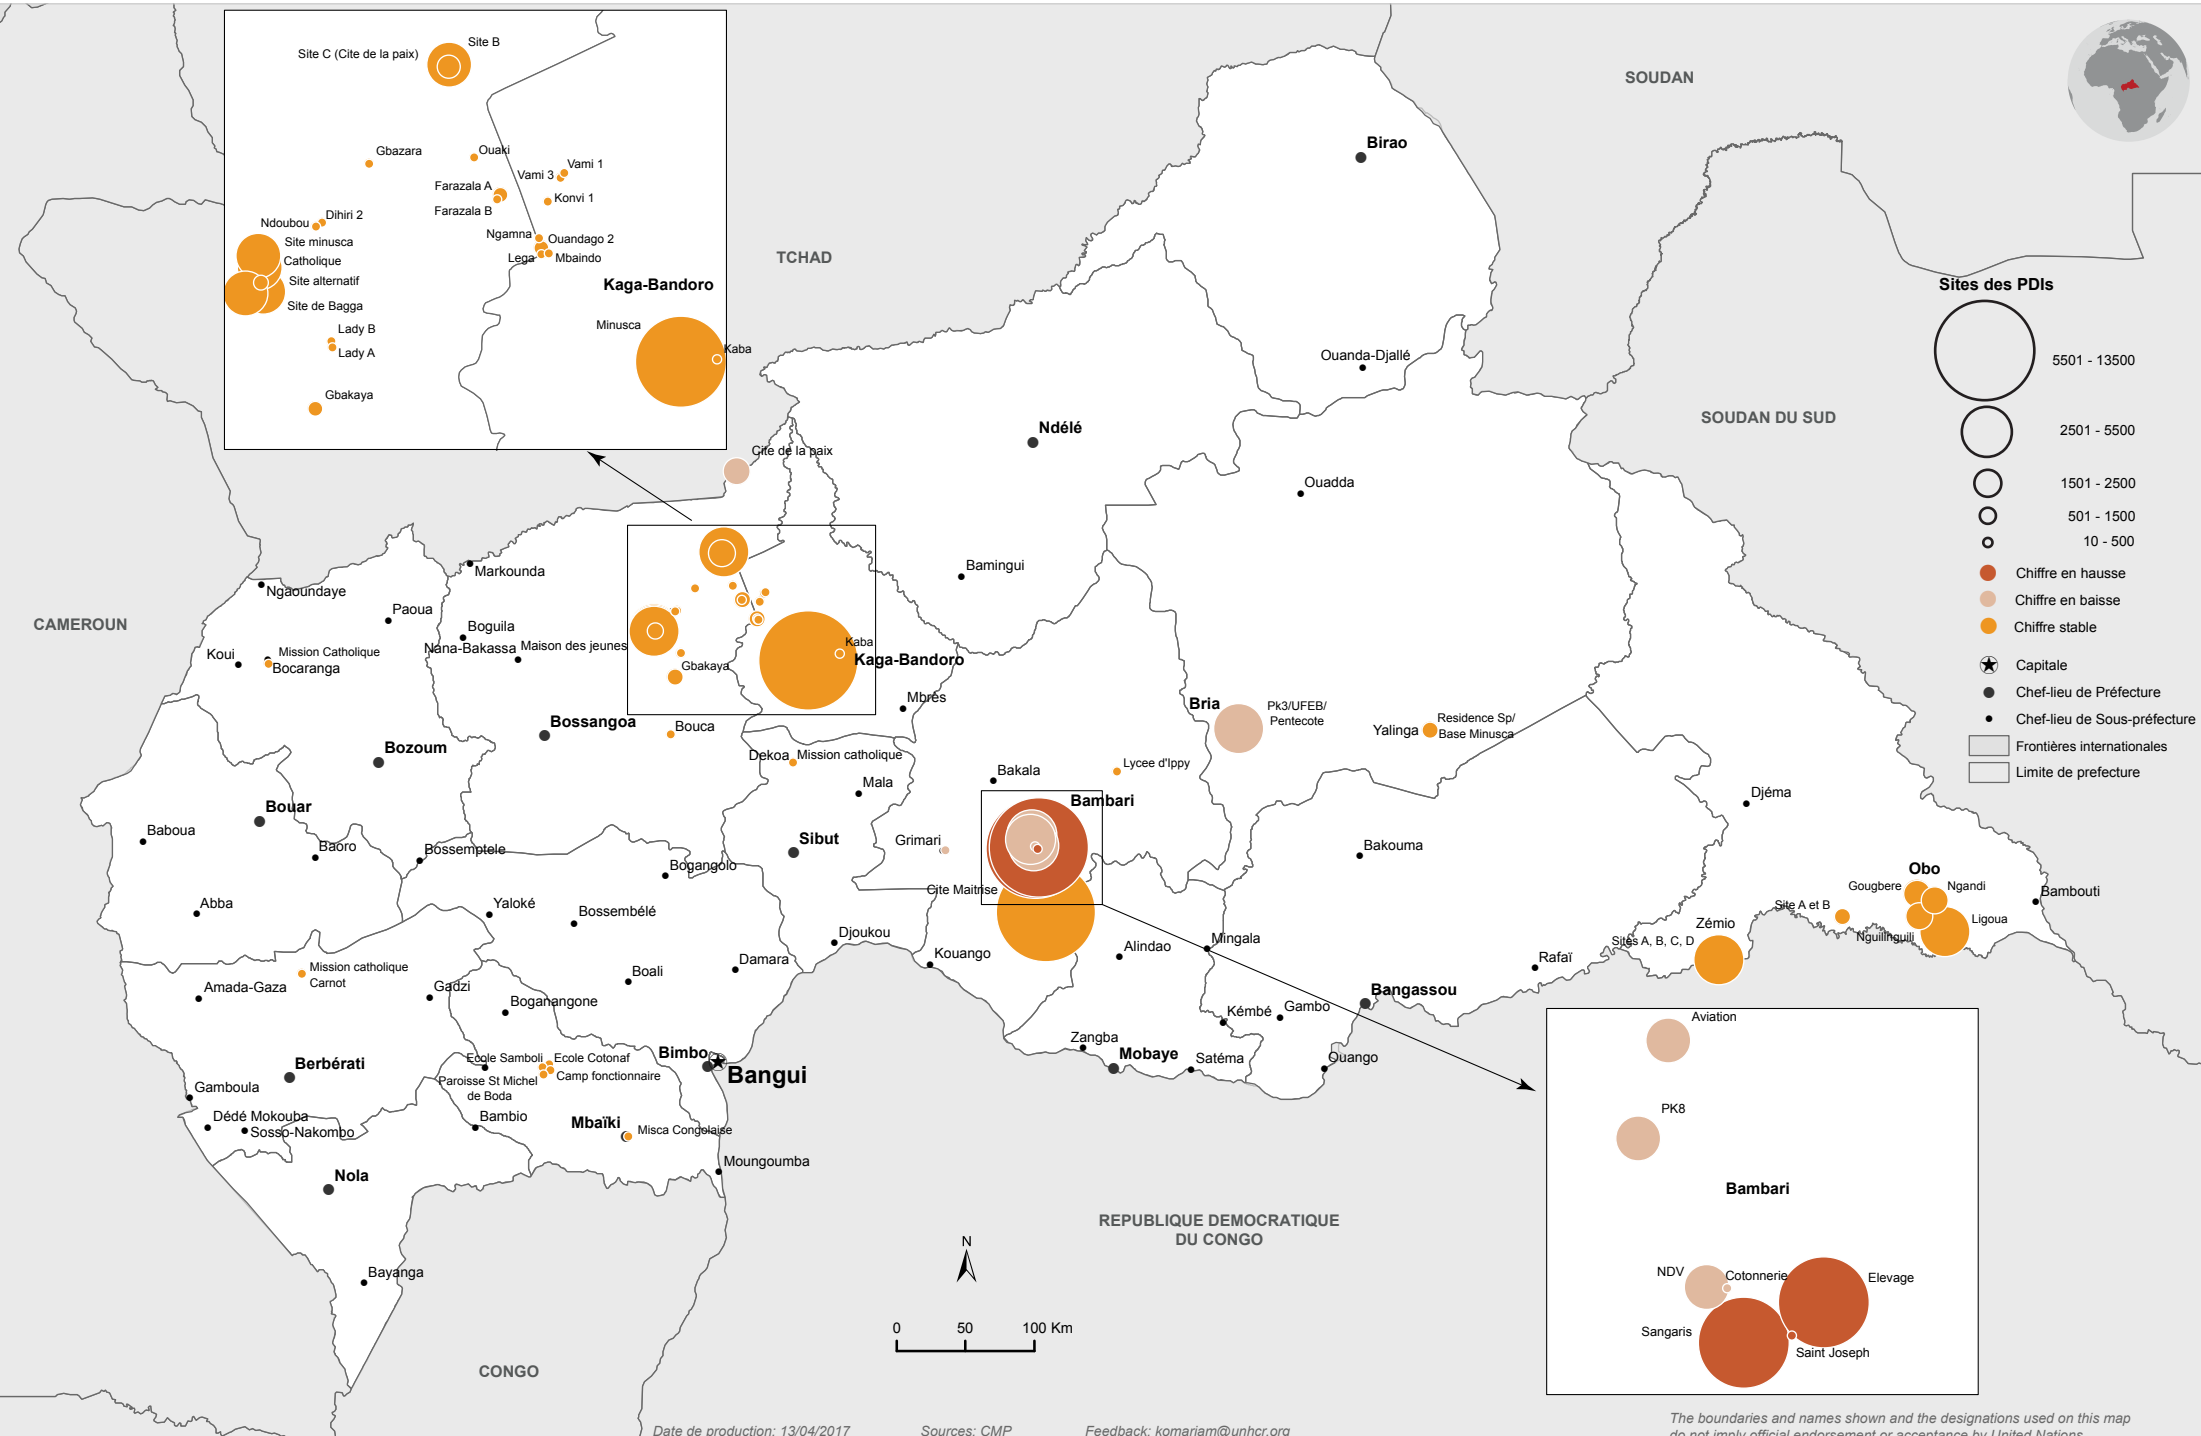 Site B
Site C (Cite de la paix)
Gbazara
Ouaki
Vami 1
Vami 3
Farazala A
Konvi 1
Farazala B
Dihiri 2
Ndoubou
Ngamna
Ouandago 2
Site minusca
Catholique
Lega
Mbaindo
Site alternatif
Kaga-Bandoro
Site de Bagga
Minusca
Lady B
Kaba
Lady A
Gbakaya
SOUDAN
Birao
TCHAD
Ouanda-Djallé
SOUDAN DU SUD
Ndélé
Cite de la paix
Ouadda
Bamingui
Markounda
Ngaoundaye
Paoua
CAMEROUN
Boguila
Nana-Bakassa
Maison des jeunes
Koui
Mission Catholique
Bocaranga
Kaba
Kaga-Bandoro
Gbakaya
Mbrés
Bria
Pk3/UFEB/
Pentecote
Yalinga
Residence Sp/
Base Minusca
Bossangoa
Bouca
Bozoum
Dekoa
Mission catholique
Lycee d'Ippy
Bakala
Mala
Bambari
Djéma
Bouar
Baboua
Baoro
Bossemptele
Sibut
Grimari
Bakouma
Bogangolo
Obo
Gougbere
Ngandi
Bambouti
Cite Maitrise
Abba
Yaloké
Bossembélé
Site A et B
Ligoua
Zémio
Nguilinguili
Sites A, B, C, D
Djoukou
Mingala
Kouango
Alindao
Rafaï
Damara
Boali
Mission catholique
Carnot
Amada-Gaza
Gadzi
Boganangone
Bangassou
Kémbé
Gambo
Zangba
Mobaye
Satéma
Ouango
Ecole Samboli
Ecole Cotonaf
Camp fonctionnaire
Paroisse St Michel
de Boda
Bimbo
Bangui
Berbérati
Gamboula
Dédé Mokouba
Sosso-Nakombo
Bambio
Mbaïki
Misca Congolaise
Moungoumba
Nola
Bayanga
REPUBLIQUE DEMOCRATIQUE
DU CONGO
CONGO
N
0 50 100 Km
Sites des PDIs
5501 - 13500
2501 - 5500
1501 - 2500
501 - 1500
10 - 500
Chiffre en hausse
Chiffre en baisse
Chiffre stable
Capitale
Chef-lieu de Préfecture
Chef-lieu de Sous-préfecture
Frontières internationales
Limite de prefecture
Aviation
PK8
Bambari
NDV
Cotonnerie
Elevage
Sangaris
Saint Joseph
Date de production: 13/04/2017 Sources: CMP Feedback: komariam@unhcr.org
The boundaries and names shown and the designations used on this map
do not imply official endorsement or acceptance by United Nations